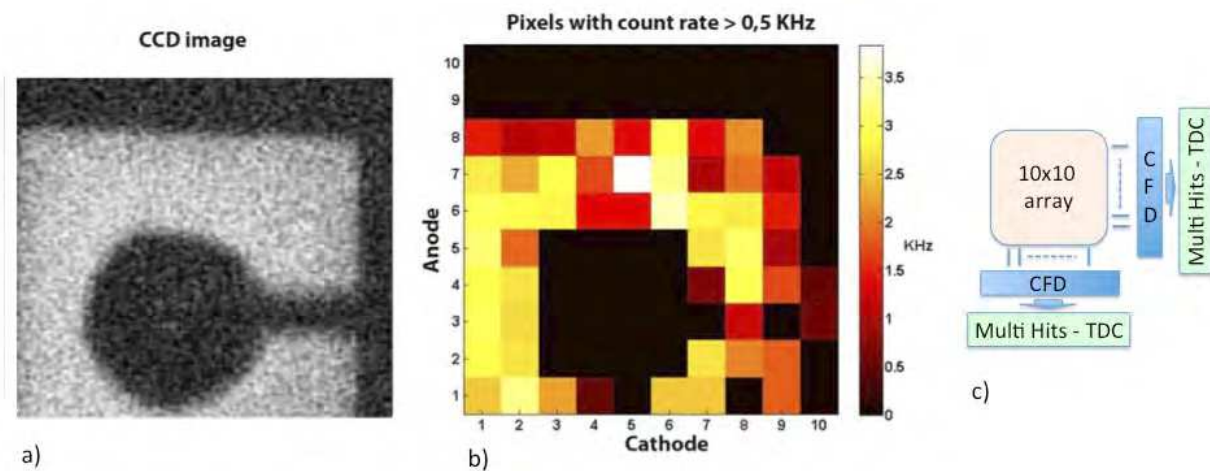 CCD image
a)
Pixels with count rate > 0,5 KHz
Anode
10
9
8
7
6
5
4
3
2
1
1 2 3 4 5 6 7 8 9 10
Cathode
b)
3.5
3
2.5
2
KHz
1.5
1
0.5
0
10x10
array
CFD
Multi Hits - TDC
CFD
Multi Hits - TDC
c)